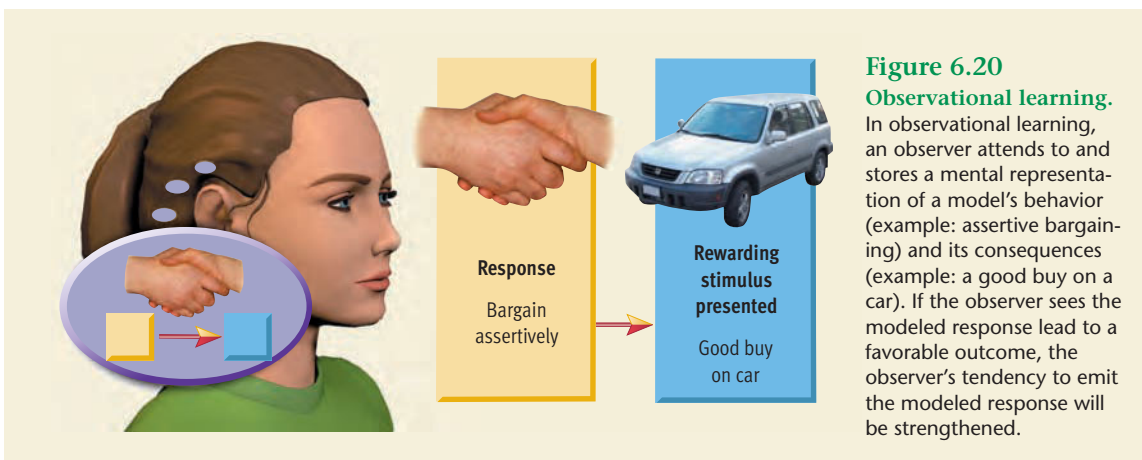 Response
Bargain
assertively
Rewarding
stimulus
presented
Good buy
on car
Figure 6.20
Observational learning.
In observational learning,
an observer attends to and
stores a mental representa-
tion of a model’s behavior
(example: assertive bargain-
ing) and its consequences
(example: a good buy on a
car). If the observer sees the
modeled response lead to a
favorable outcome, the
observer’s tendency to emit
the modeled response will
be strengthened.